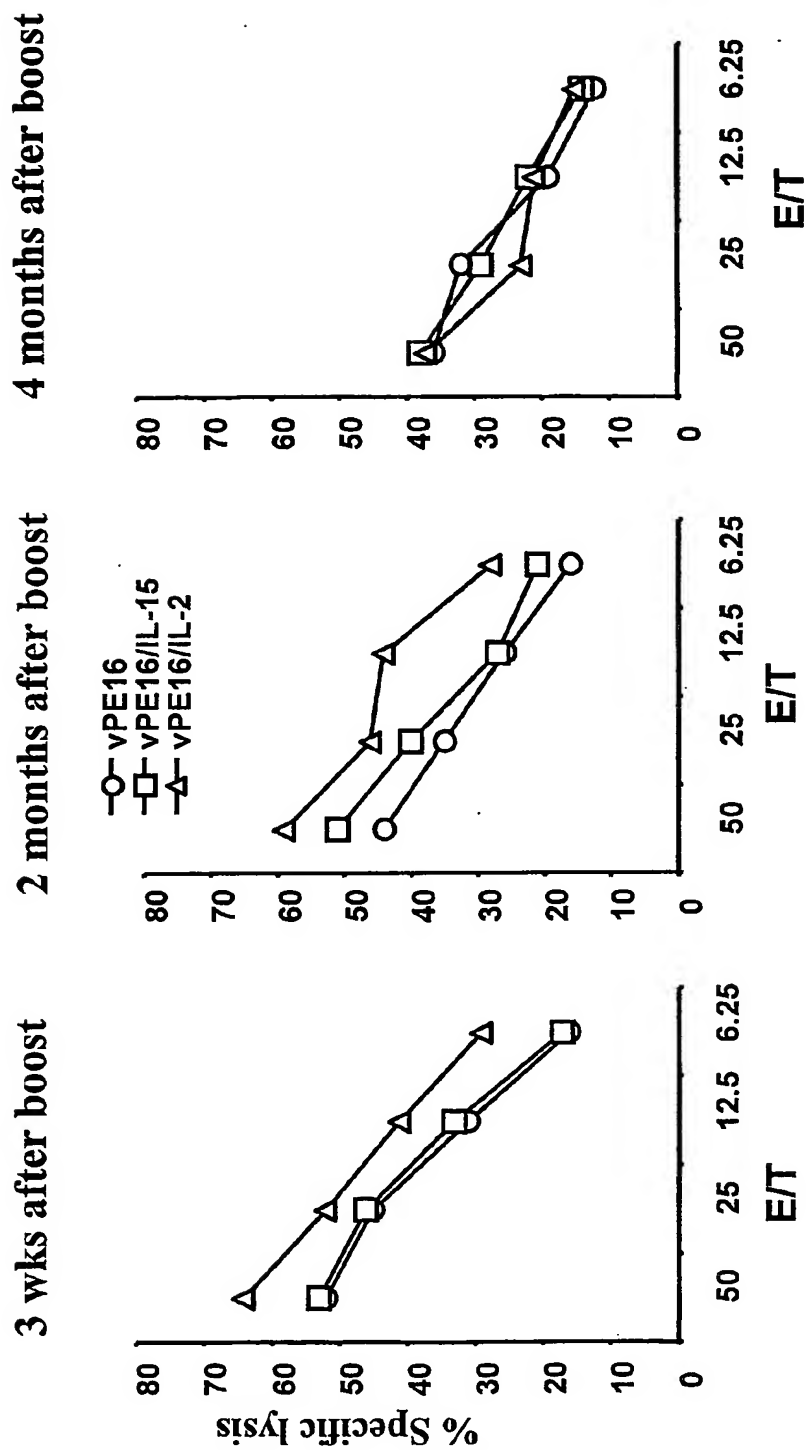 3 wks after boost
% Specific lysis
80
70
60
50
40
30
20
10
0
50 25 12.5 6.25
E/T
2 months after boost
vPE16
vPE16/IL-15
vPE16/IL-2
80
70
60
50
40
30
20
10
0
50 25 12.5 6.25
E/T
4 months after boost
80
70
60
50
40
30
20
10
0
50 25 12.5 6.25
E/T